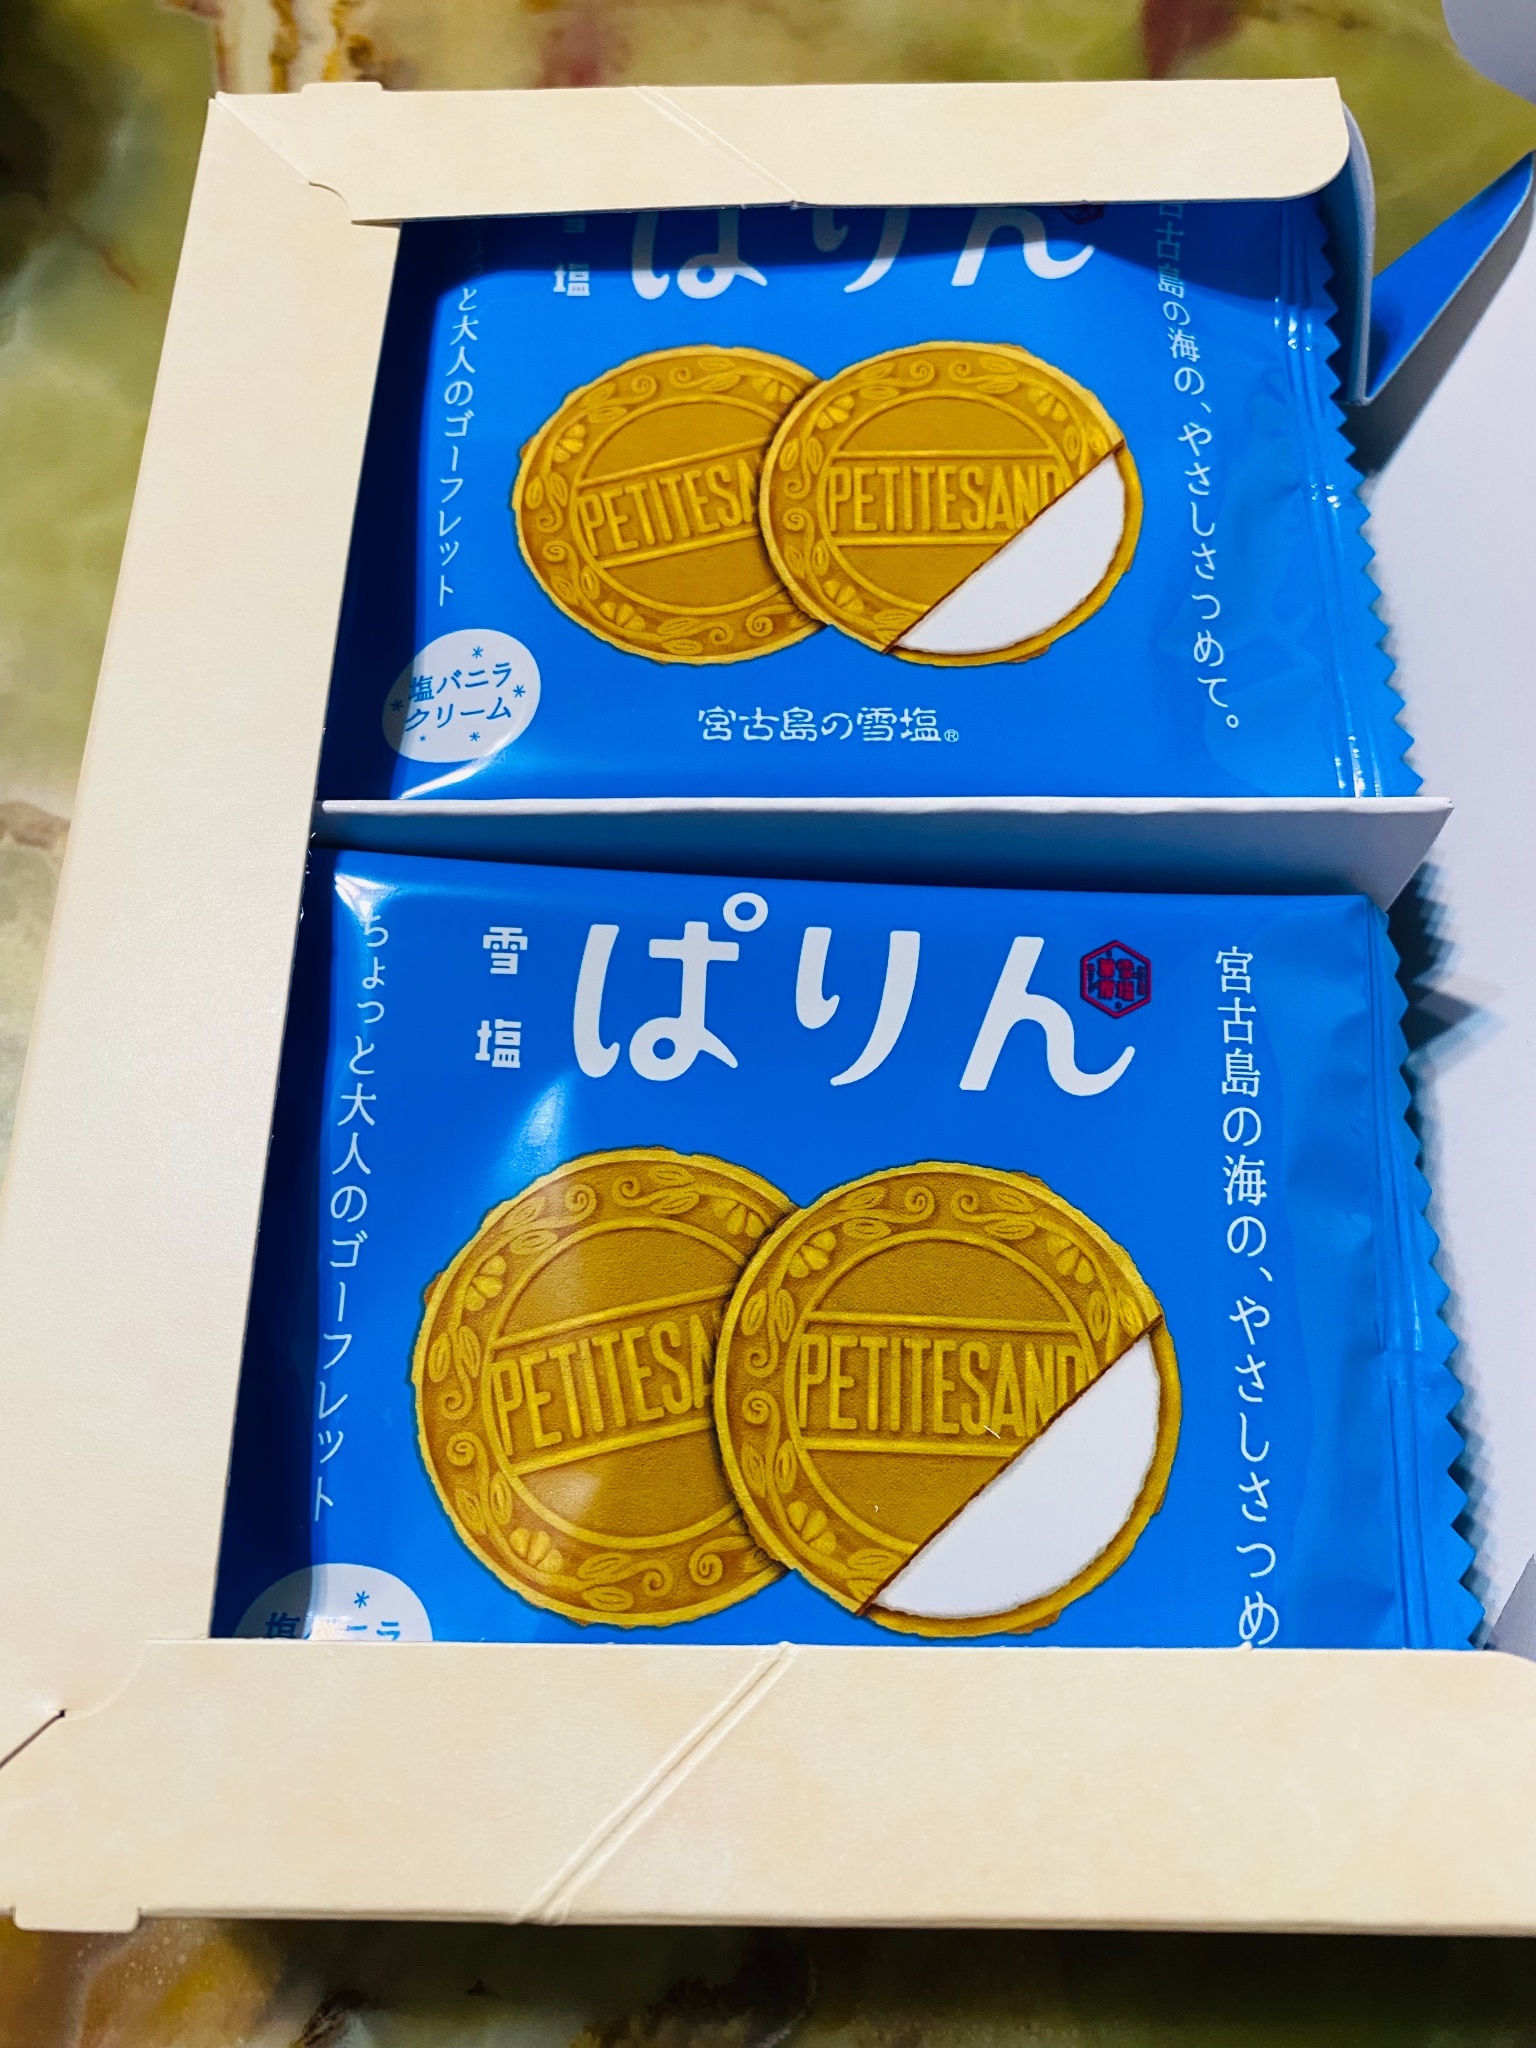 塩
ぱりん
古島の海の、やさしさつめて。
と大人のゴーフレット
PETITESA
PETITESAND
塩バニラ
クリーム
宮古島の雪塩®
雪塩
ぱりん
宮古島の海の、やさしさつめ
ちょっと大人のゴーフレット
PETITESA
PETITESAND